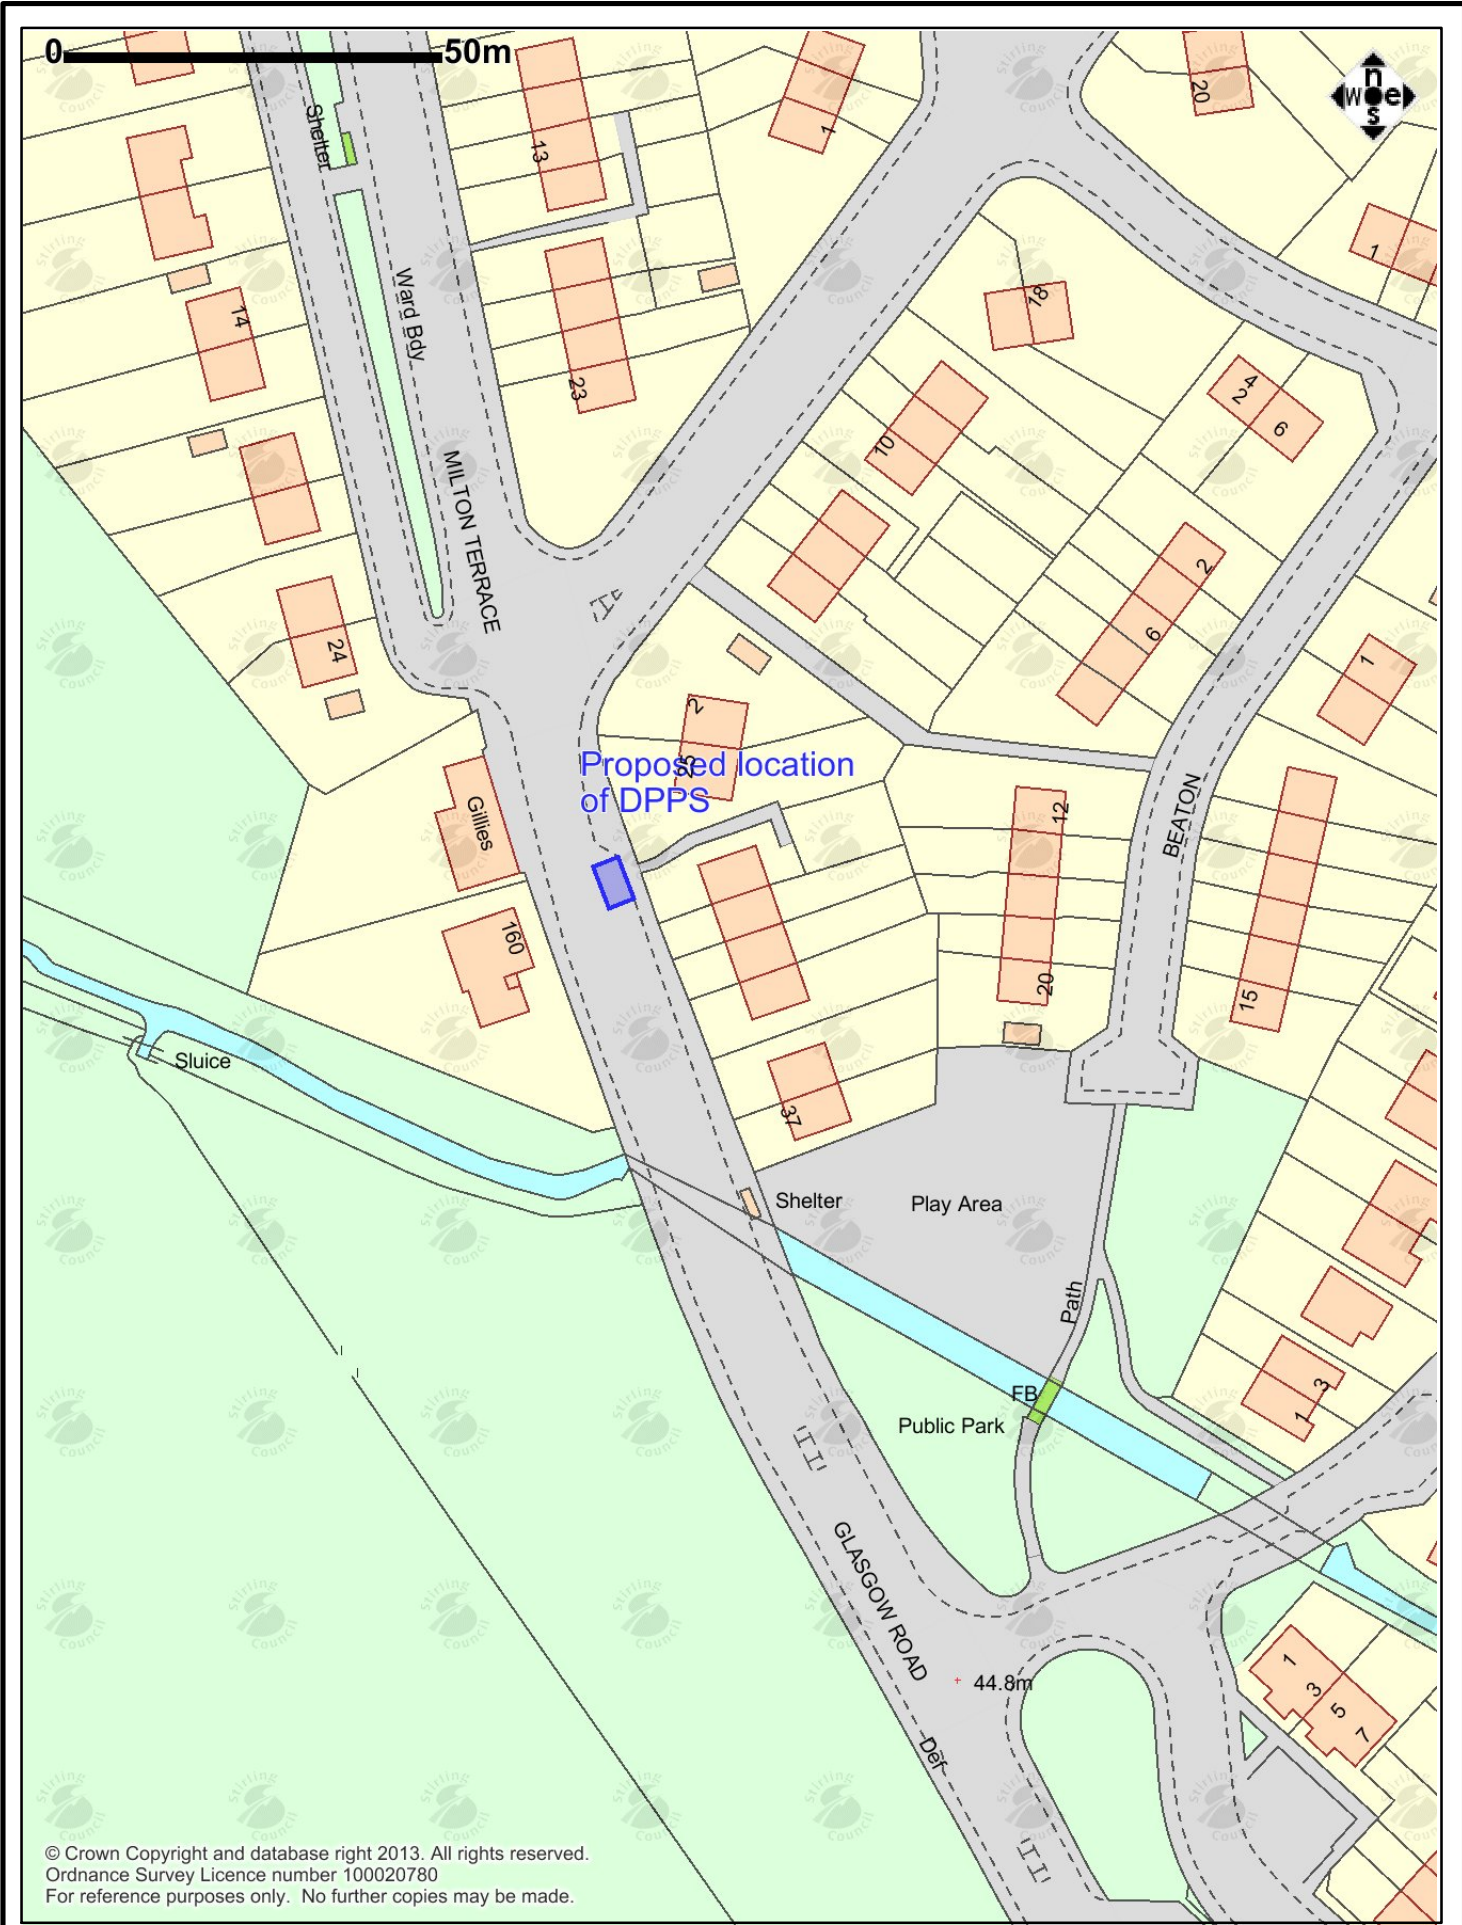 0 50m
n
W e
s
20
Shelter
13
1
1
Ward Bdy
14
18
23
4
2
6
10
MILTON TERRACE
2
6
24
1
2
25
Proposed location
of DPPS
Gillies
12
BEATON
160
20
15
Sluice
37
Shelter
Play Area
Path
FB
3
1
Public Park
GLASGOW ROAD
44.8m
1
3
5
7
Def
© Crown Copyright and database right 2013. All rights reserved.
Ordnance Survey Licence number 100020780
For reference purposes only. No further copies may be made.
Stirling
Council